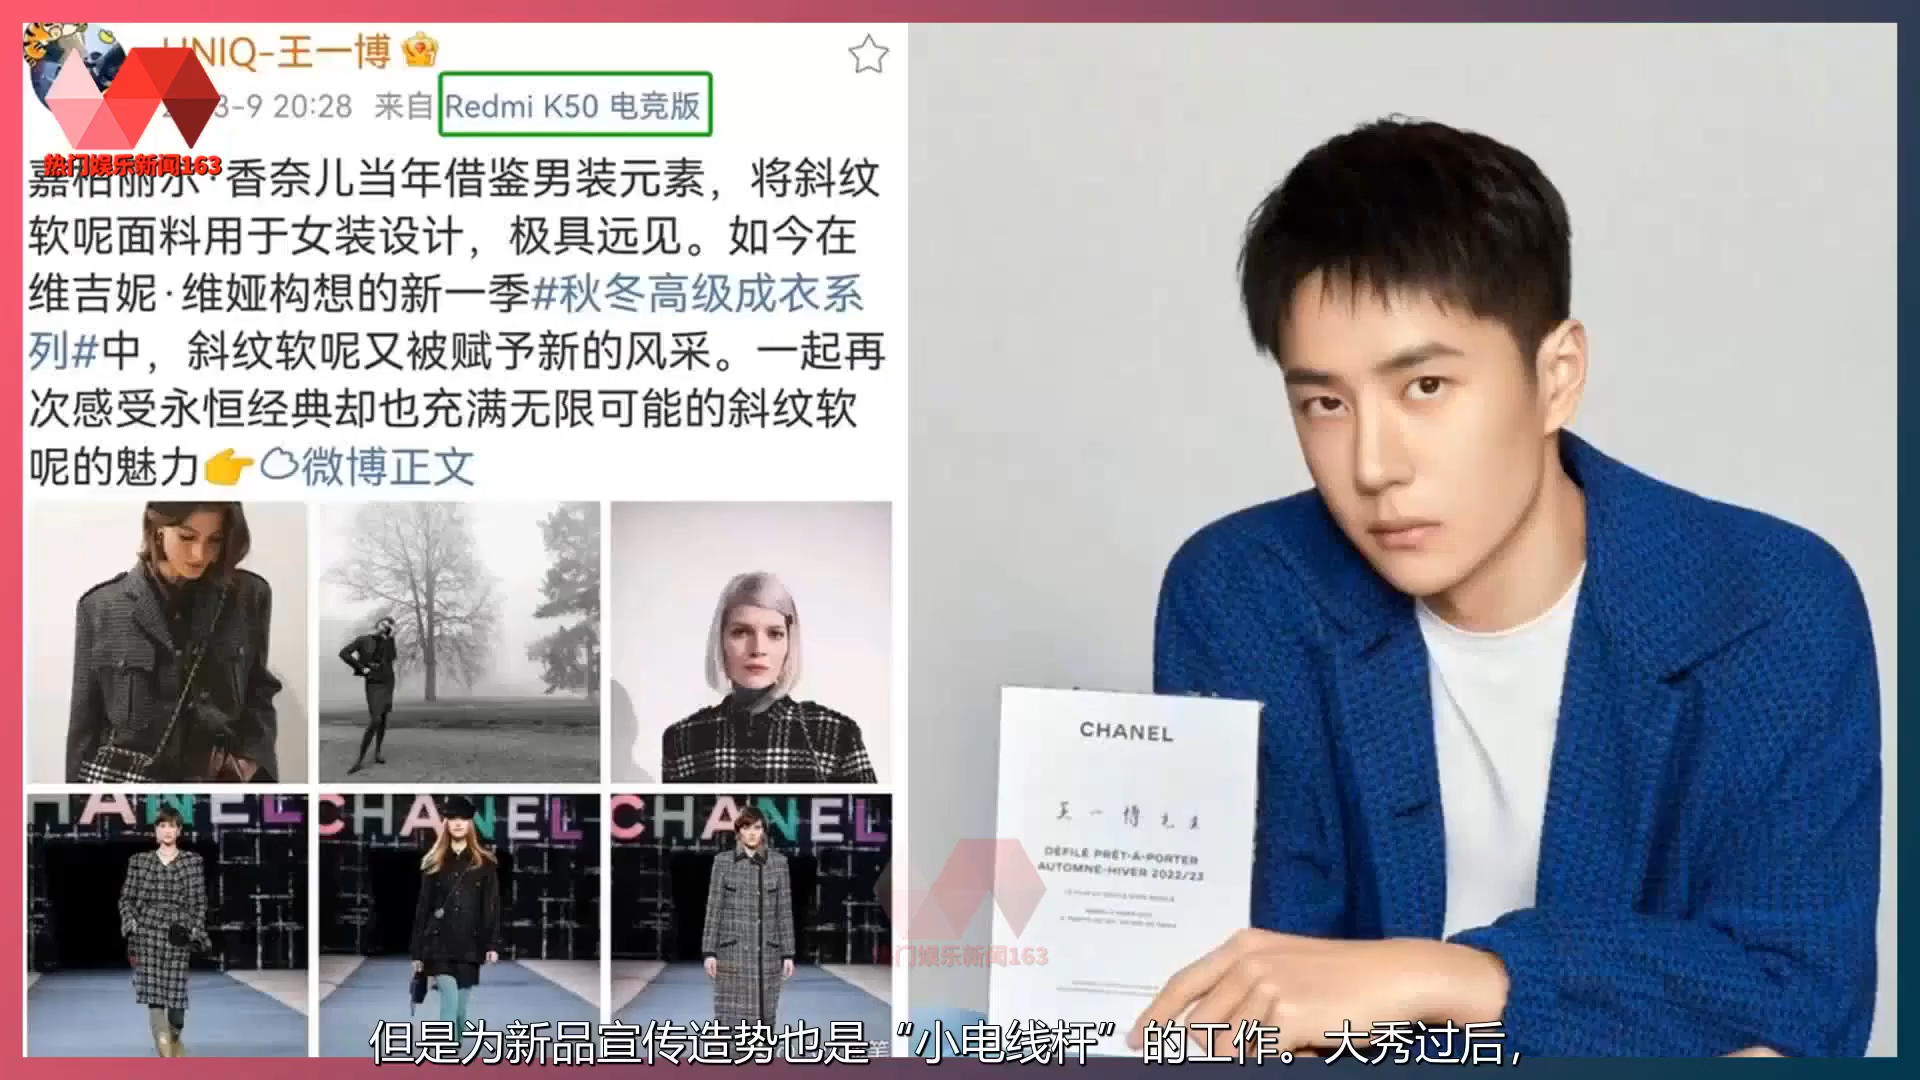 UNIQ-王一博
3-9 20:28 来自 Redmi K50 电竞版
热门娱乐新闻163
嘉柏丽尔·香奈儿当年借鉴男装元素，将斜纹
软呢面料用于女装设计，极具远见。如今在
维吉妮·维娅构想的新一季#秋冬高级成衣系
列#中，斜纹软呢又被赋予新的风采。一起再
次感受永恒经典却也充满无限可能的斜纹软
呢的魅力👉微博正文
HANEL
CHANEL
CHANEL
CHANEL
王一博先生
DÉFILÉ PRÊT-À-PORTER
AUTOMNE-HIVER 2022/23
热门娱乐新闻163
但是为新品宣传造势也是“小电线杆”的工作。大秀过后，